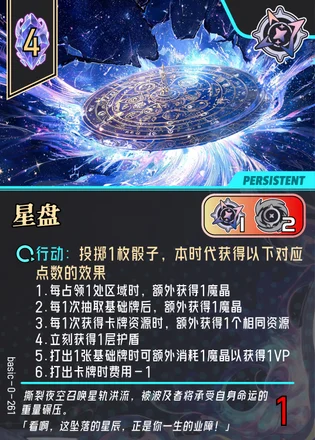 4
PERSISTENT
星盘
1 2
行动：投掷1枚骰子，本时代获得以下对应
点数的效果
1.每占领1处区域时，额外获得1魔晶
2.每1次抽取基础牌后，额外获得1魔晶
3.每1次获得卡牌资源时，额外获得1个相同资源
4.立刻获得1层护盾
5.打出1张基础牌时可额外消耗1魔晶以获得1VP
6.打出卡牌时费用-1
basic-0-261
撕裂夜空召唤星轨洪流，被波及者将承受自身命运的
重量碾压。
「看啊，这坠落的星辰，正是你一生的业障！」
1